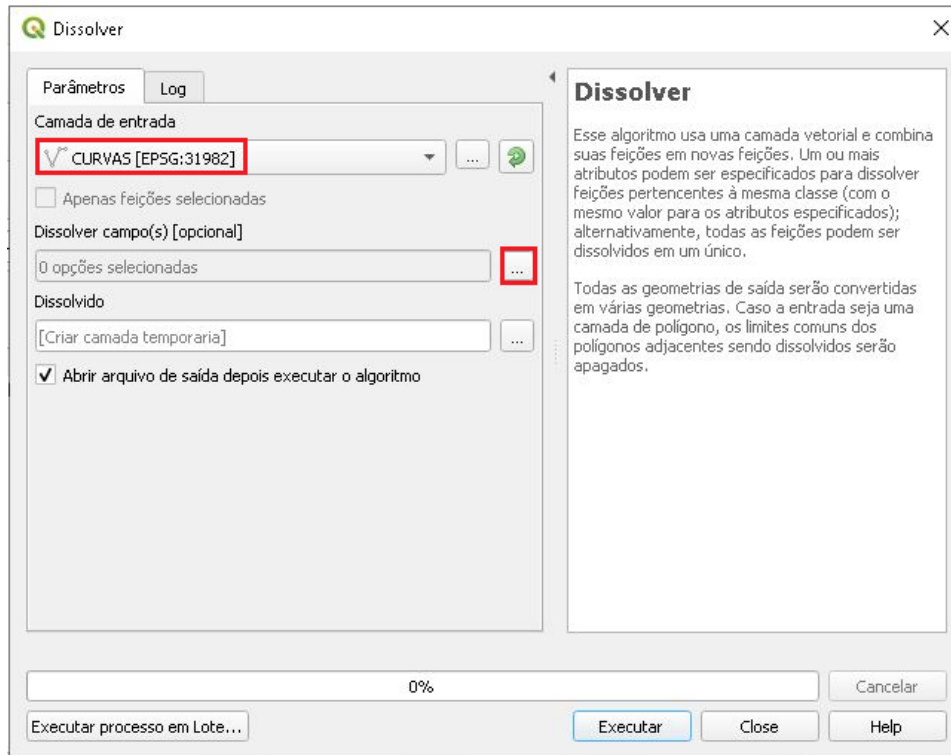 Dissolver
Parâmetros
Log
Camada de entrada
CURVAS [EPSG:31982]
...
Apenas feições selecionadas
Dissolver campo(s) [opcional]
0 opções selecionadas
...
Dissolvido
[Criar camada temporaria]
...
Abrir arquivo de saída depois executar o algoritmo
Dissolver
Esse algoritmo usa uma camada vetorial e combina
suas feições em novas feições. Um ou mais
atributos podem ser especificados para dissolver
feições pertencentes à mesma classe (com o
mesmo valor para os atributos especificados);
alternativamente, todas as feições podem ser
dissolvidos em um único.
Todas as geometrias de saída serão convertidas
em várias geometrias. Caso a entrada seja uma
camada de polígono, os limites comuns dos
polígonos adjacentes sendo dissolvidos serão
apagados.
0%
Cancelar
Executar processo em Lote...
Executar
Close
Help